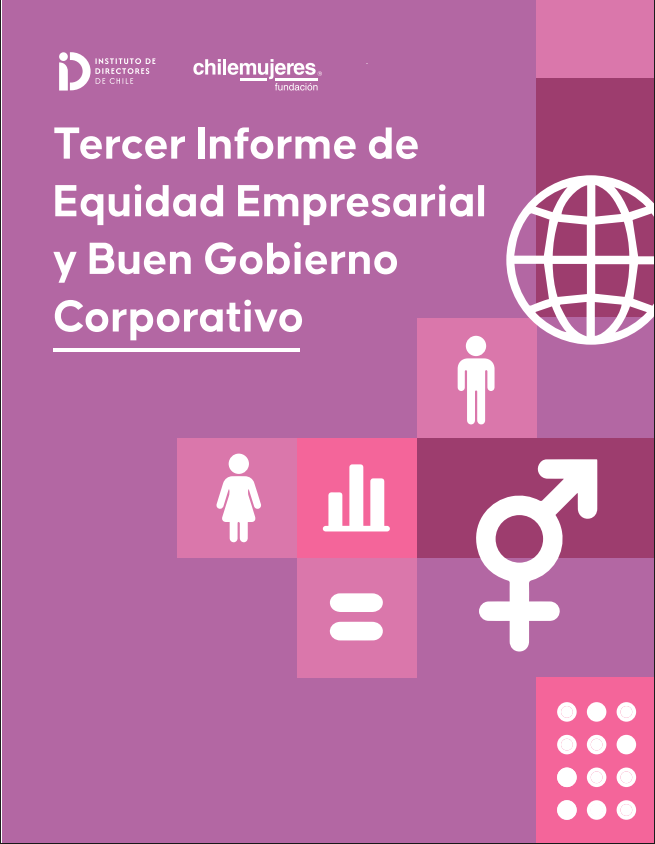 INSTITUTO DE
DIRECTORES
DE CHILE
chilemujeres®
fundación
Tercer Informe de
Equidad Empresarial
y Buen Gobierno
Corporativo